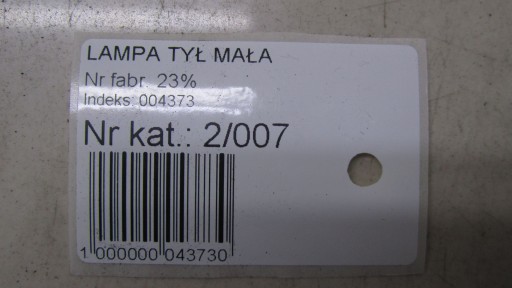 LAMPA TYŁ MAŁA
Nr fabr 23%
Indeks: 004373
Nr kat.: 2/007
1 000000 043730